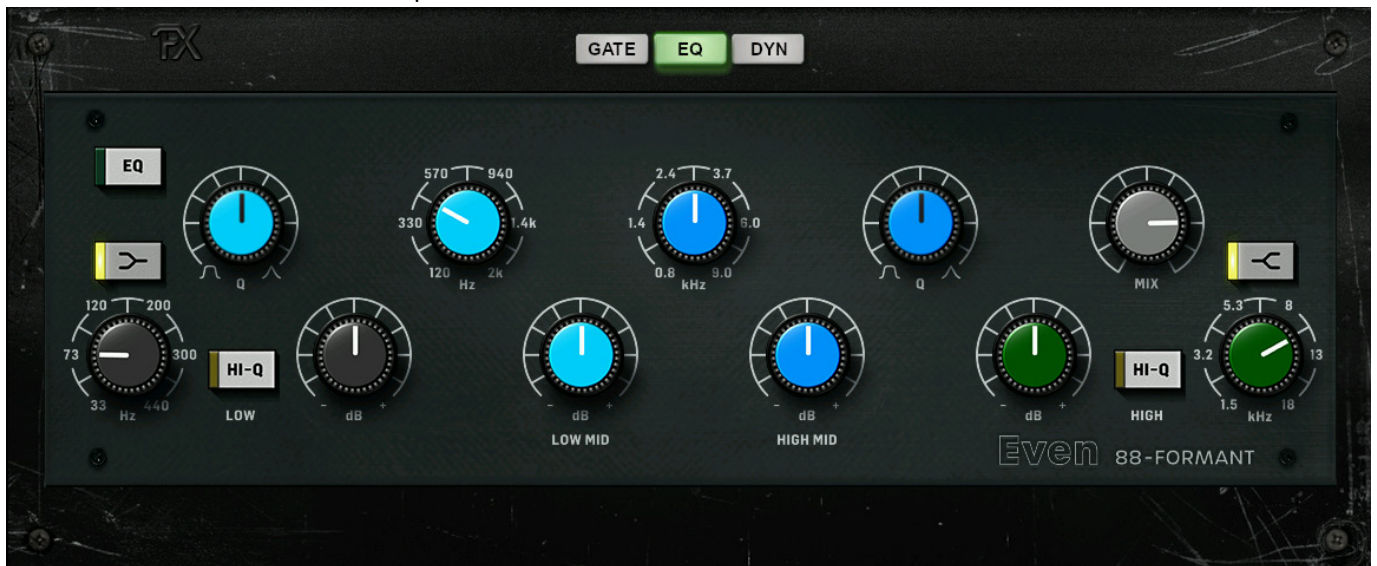 FX
GATE EQ DYN
EQ
570 940
2.4 3.7
330 1.4k
1.4 6.0
120 2k
0.8 9.0
Q Hz kHz Q MIX
120 200
5.3 8
73 300
3.2 13
HI-Q
HI-Q
33 440
1.5 18
Hz
LOW
- dB +
- dB +
- dB +
- dB +
HIGH
kHz
LOW MID
HIGH MID
Even 88-FORMANT